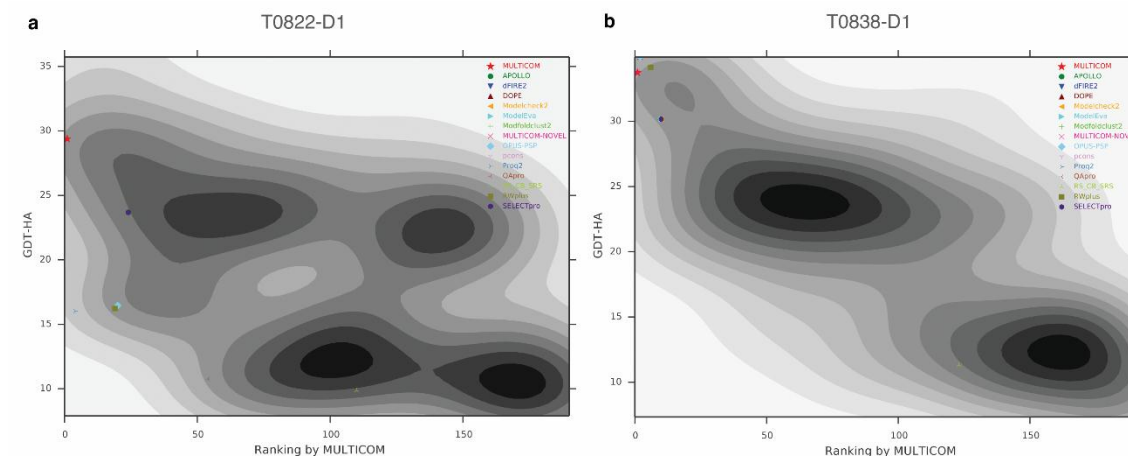 a
T0822-D1
35
30
25
20
15
10
GDT-HA
0
50
100
150
Ranking by MULTICOM
MULTICOM
APOLLO
dFIRE2
DOPE
Modelcheck2
ModelEva
Modfoldclust2
MULTICOM-NOVEL
OPUS-PSP
pcons
Proq2
QApro
RS_CB_SRS
RWplus
SELECTpro
b
T0838-D1
30
25
20
15
10
GDT-HA
0
50
100
150
Ranking by MULTICOM
MULTICOM
APOLLO
dFIRE2
DOPE
Modelcheck2
ModelEva
Modfoldclust2
MULTICOM-NOV
OPUS-PSP
pcons
Proq2
QApro
RS_CB_SRS
RWplus
SELECTpro